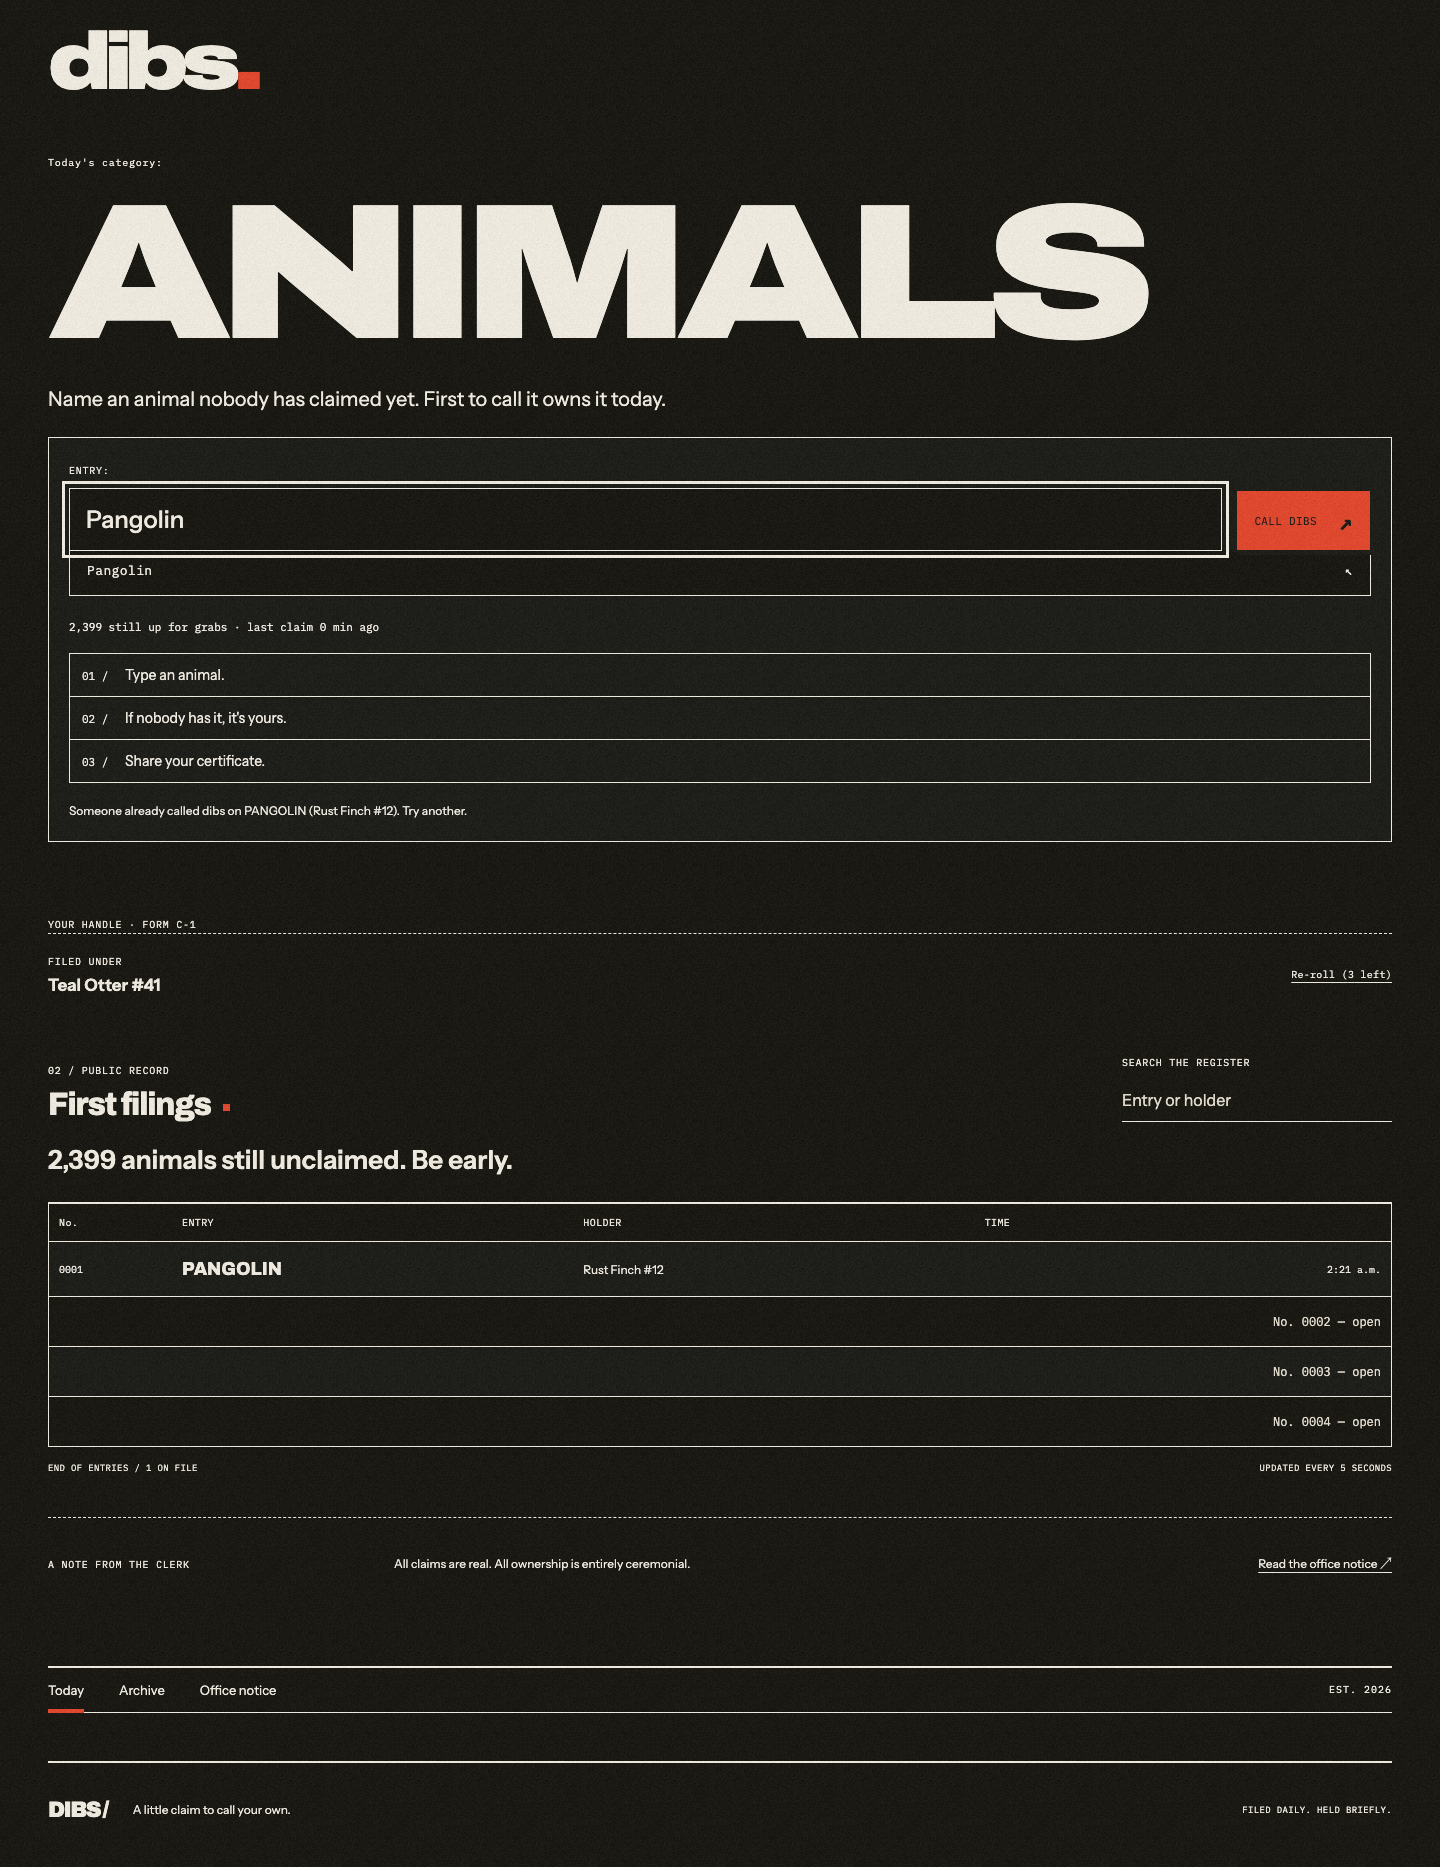 dibs.
Today's category:
ANIMALS
Name an animal nobody has claimed yet. First to call it owns it today.
ENTRY:
Pangolin
CALL DIBS ↗
Pangolin ↖
2,399 still up for grabs · last claim 0 min ago
01 / Type an animal.
02 / If nobody has it, it's yours.
03 / Share your certificate.
Someone already called dibs on PANGOLIN (Rust Finch #12). Try another.
YOUR HANDLE · FORM C-1
FILED UNDER
Teal Otter #41
Re-roll (3 left)
02 / PUBLIC RECORD
First filings
SEARCH THE REGISTER
Entry or holder
2,399 animals still unclaimed. Be early.
No. ENTRY HOLDER TIME
0001 PANGOLIN Rust Finch #12 2:21 a.m.
No. 0002 — open
No. 0003 — open
No. 0004 — open
END OF ENTRIES / 1 ON FILE UPDATED EVERY 5 SECONDS
A NOTE FROM THE CLERK All claims are real. All ownership is entirely ceremonial. Read the office notice ↗
Today Archive Office notice EST. 2026
DIBS/ A little claim to call your own. FILED DAILY. HELD BRIEFLY.